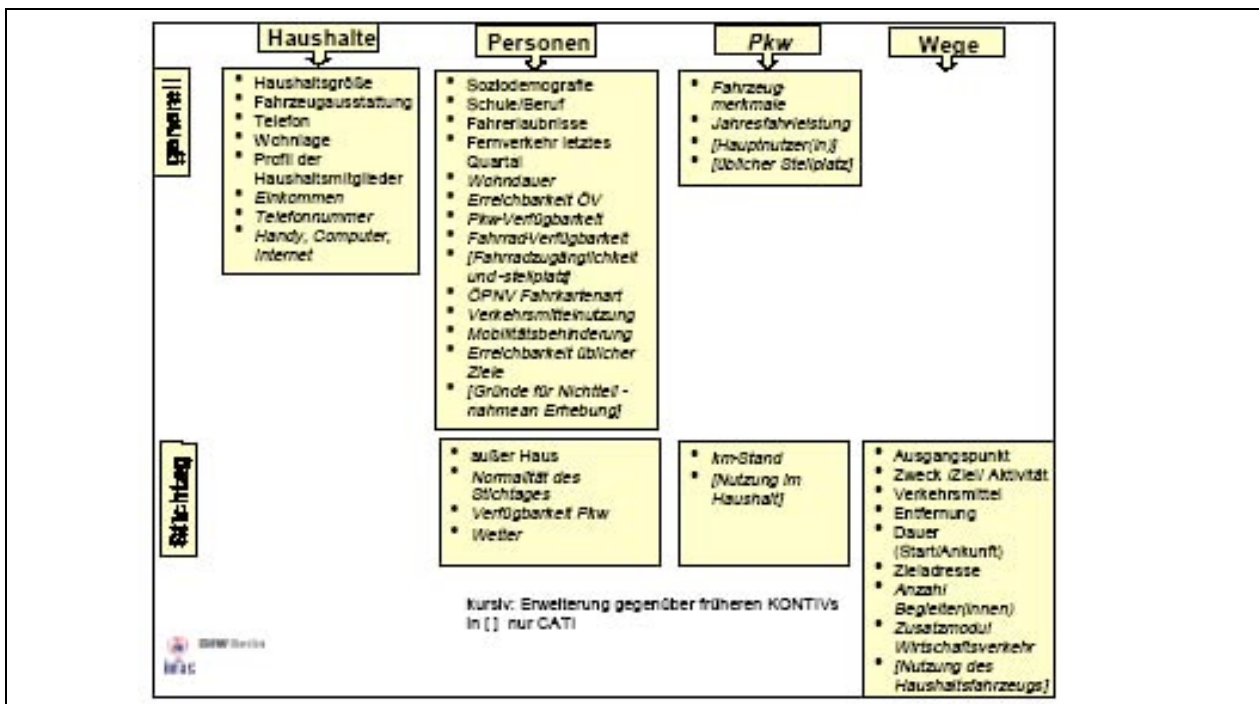 Haushalte
Personen
Pkw
Wege
• Haushaltsgröße
• Fahrzeugausstattung
• Telefon
• Wohnlage
• Profil der
Haushaltsmitglieder
• Einkommen
• Telefonnummer
• Handy, Computer,
Internet
• Soziodemografie
• Schule/Beruf
• Fahrerlaubnisse
• Fernverkehr letztes
Quartal
• Wohndauer
• Erreichbarkeit ÖV
• Pkw-Verfügbarkeit
• Fahrrad-Verfügbarkeit
• [Fahrradzugänglichkeit
und -stellplatz]
• ÖPNV Fahrkartenart
• Verkehrsmittelnutzung
• Mobilitätsbehinderung
• Erreichbarkeit üblicher
Ziele
• [Gründe für Nichtteil -
nahmean Erhebung]
• Fahrzeug-
merkmale
• Jahresfahrleistung
• [Hauptnutzer(in)]
• [üblicher Stellplatz]
• außer Haus
• Normalität des
Stichtages
• Verfügbarkeit Pkw
• Wetter
• km-Stand
• [Nutzung im
Haushalt]
• Ausgangspunkt
• Zweck /Ziel/ Aktivität
• Verkehrsmittel
• Entfernung
• Dauer
(Start/Ankunft)
• Zieladresse
• Anzahl
Begleiter(innen)
• Zusatzmodul
Wirtschaftsverkehr
• [Nutzung des
Haushaltsfahrzeugs]
kursiv: Erweiterung gegenüber früheren KONTIVs
in [ ] nur CATI
DIW Berlin
infas